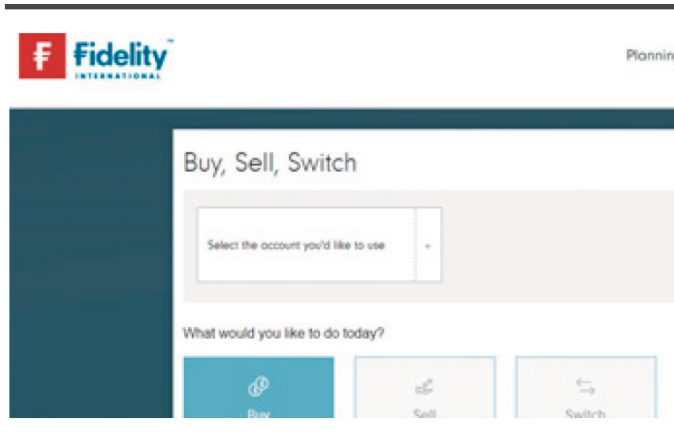 Fidelity™
INTERNATIONAL
Buy, Sell, Switch
Select the account you'd like to use
What would you like to do today?
Buy
Sell
Switch